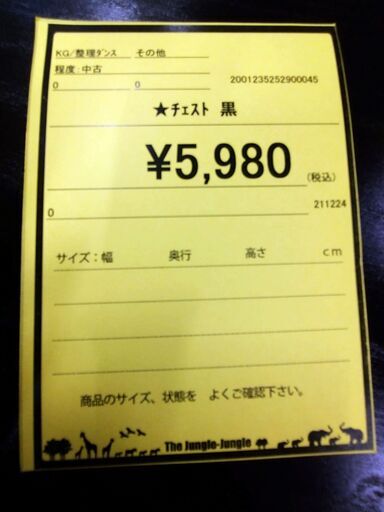 KG/整理ﾀﾞﾝｽ その他
程度:中古
0 0 2001235252900045
★ﾁｪｽﾄ 黒
¥5,980 (税込)
0 211224
サイズ:幅 奥行 高さ cm
商品のサイズ、状態を よくご確認下さい。
The Jungle-Jungle